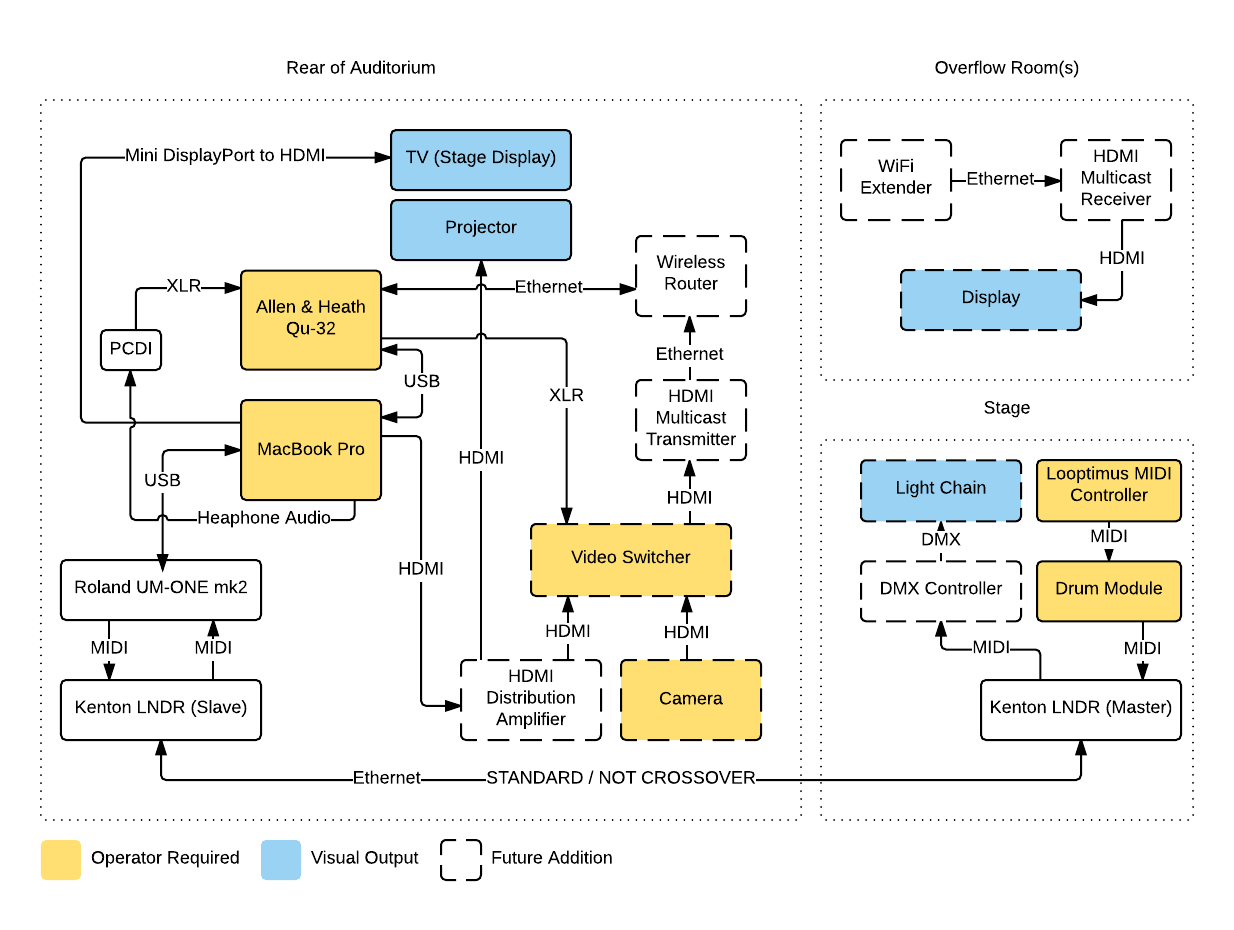 Rear of Auditorium
Overflow Room(s)
Mini DisplayPort to HDMI
TV (Stage Display)
Projector
WiFi
Extender
Ethernet
HDMI
Multicast
Receiver
HDMI
Display
XLR
Allen & Heath
Qu-32
Ethernet
Wireless
Router
PCDI
USB
Ethernet
XLR
HDMI
Multicast
Transmitter
MacBook Pro
HDMI
USB
Heaphone Audio
HDMI
Video Switcher
HDMI
Roland UM-ONE mk2
MIDI
MIDI
HDMI
HDMI
Kenton LNDR (Slave)
HDMI
Distribution
Amplifier
Camera
Stage
Light Chain
Looptimus MIDI
Controller
DMX
MIDI
DMX Controller
Drum Module
MIDI
MIDI
Kenton LNDR (Master)
Ethernet
STANDARD / NOT CROSSOVER
Operator Required
Visual Output
Future Addition